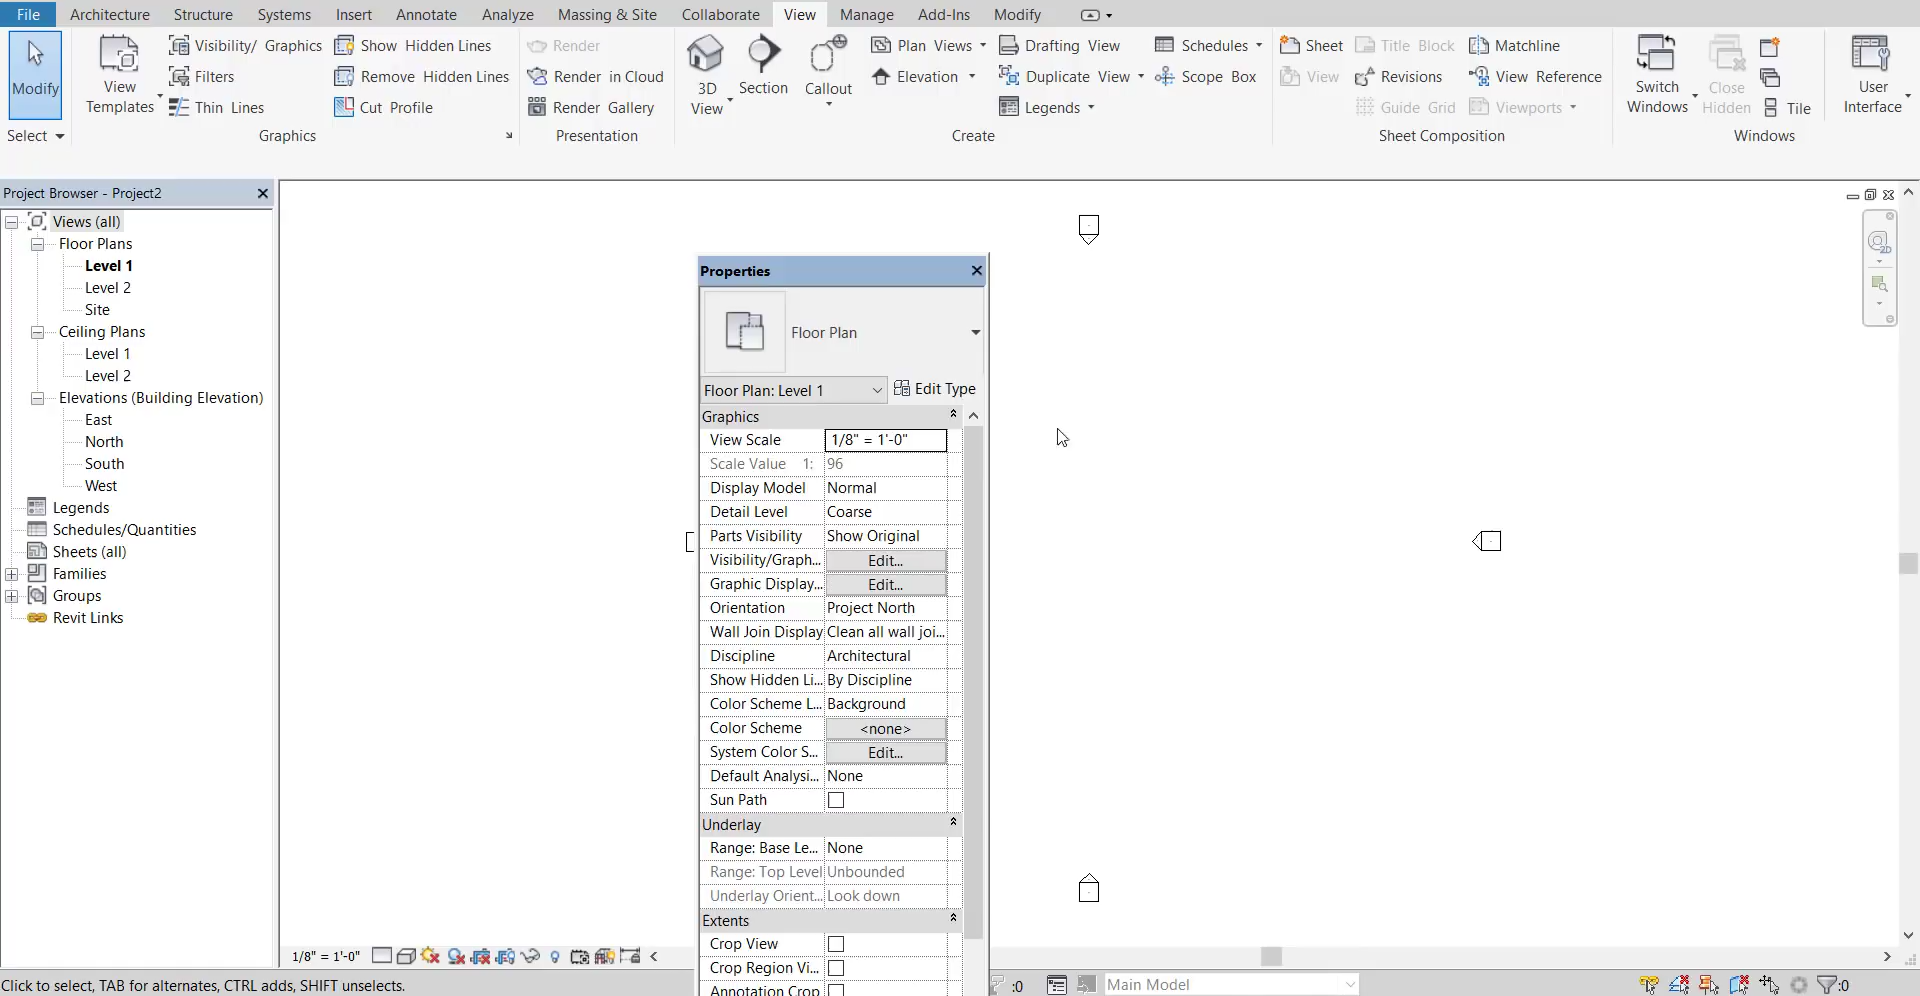 File Architecture Structure Systems Insert Annotate Analyze Massing & Site Collaborate View Manage Add-Ins Modify
Modify
Select
View Templates
Visibility/ Graphics
Filters
Thin Lines
Show Hidden Lines
Remove Hidden Lines
Cut Profile
Graphics
Render
Render in Cloud
Render Gallery
Presentation
3D View
Section
Callout
Plan Views
Elevation
Drafting View
Duplicate View
Legends
Schedules
Scope Box
Create
Sheet
View
Title Block
Revisions
Guide Grid
Matchline
View Reference
Viewports
Sheet Composition
Switch Windows
Close Hidden
Tile
Windows
User Interface
Project Browser - Project2
Views (all)
Floor Plans
Level 1
Level 2
Site
Ceiling Plans
Level 1
Level 2
Elevations (Building Elevation)
East
North
South
West
Legends
Schedules/Quantities
Sheets (all)
Families
Groups
Revit Links
Properties
Floor Plan
Floor Plan: Level 1 Edit Type
Graphics
View Scale 1/8" = 1'-0"
Scale Value 1: 96
Display Model Normal
Detail Level Coarse
Parts Visibility Show Original
Visibility/Graph... Edit...
Graphic Display... Edit...
Orientation Project North
Wall Join Display Clean all wall joi...
Discipline Architectural
Show Hidden Li... By Discipline
Color Scheme L... Background
Color Scheme <none>
System Color S... Edit...
Default Analysi... None
Sun Path
Underlay
Range: Base Le... None
Range: Top Level Unbounded
Underlay Orient... Look down
Extents
Crop View
Crop Region Vi...
Annotation Crop
2D
1/8" = 1'-0"
Click to select, TAB for alternates, CTRL adds, SHIFT unselects.
:0
Main Model
:0